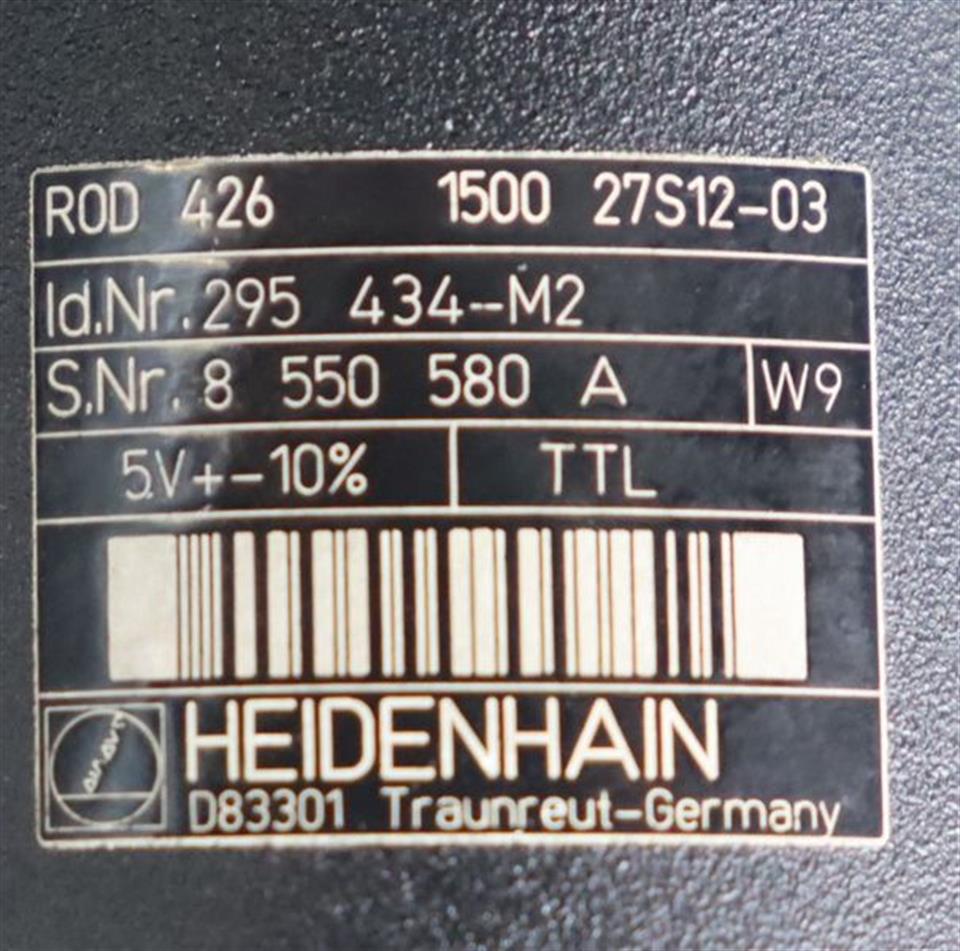 ROD 426 1500 27S12-03
Id.Nr. 295 434-M2
S.Nr. 8 550 580 A W9
5V+-10% TTL
HEIDENHAIN
D83301 Traunreut-Germany